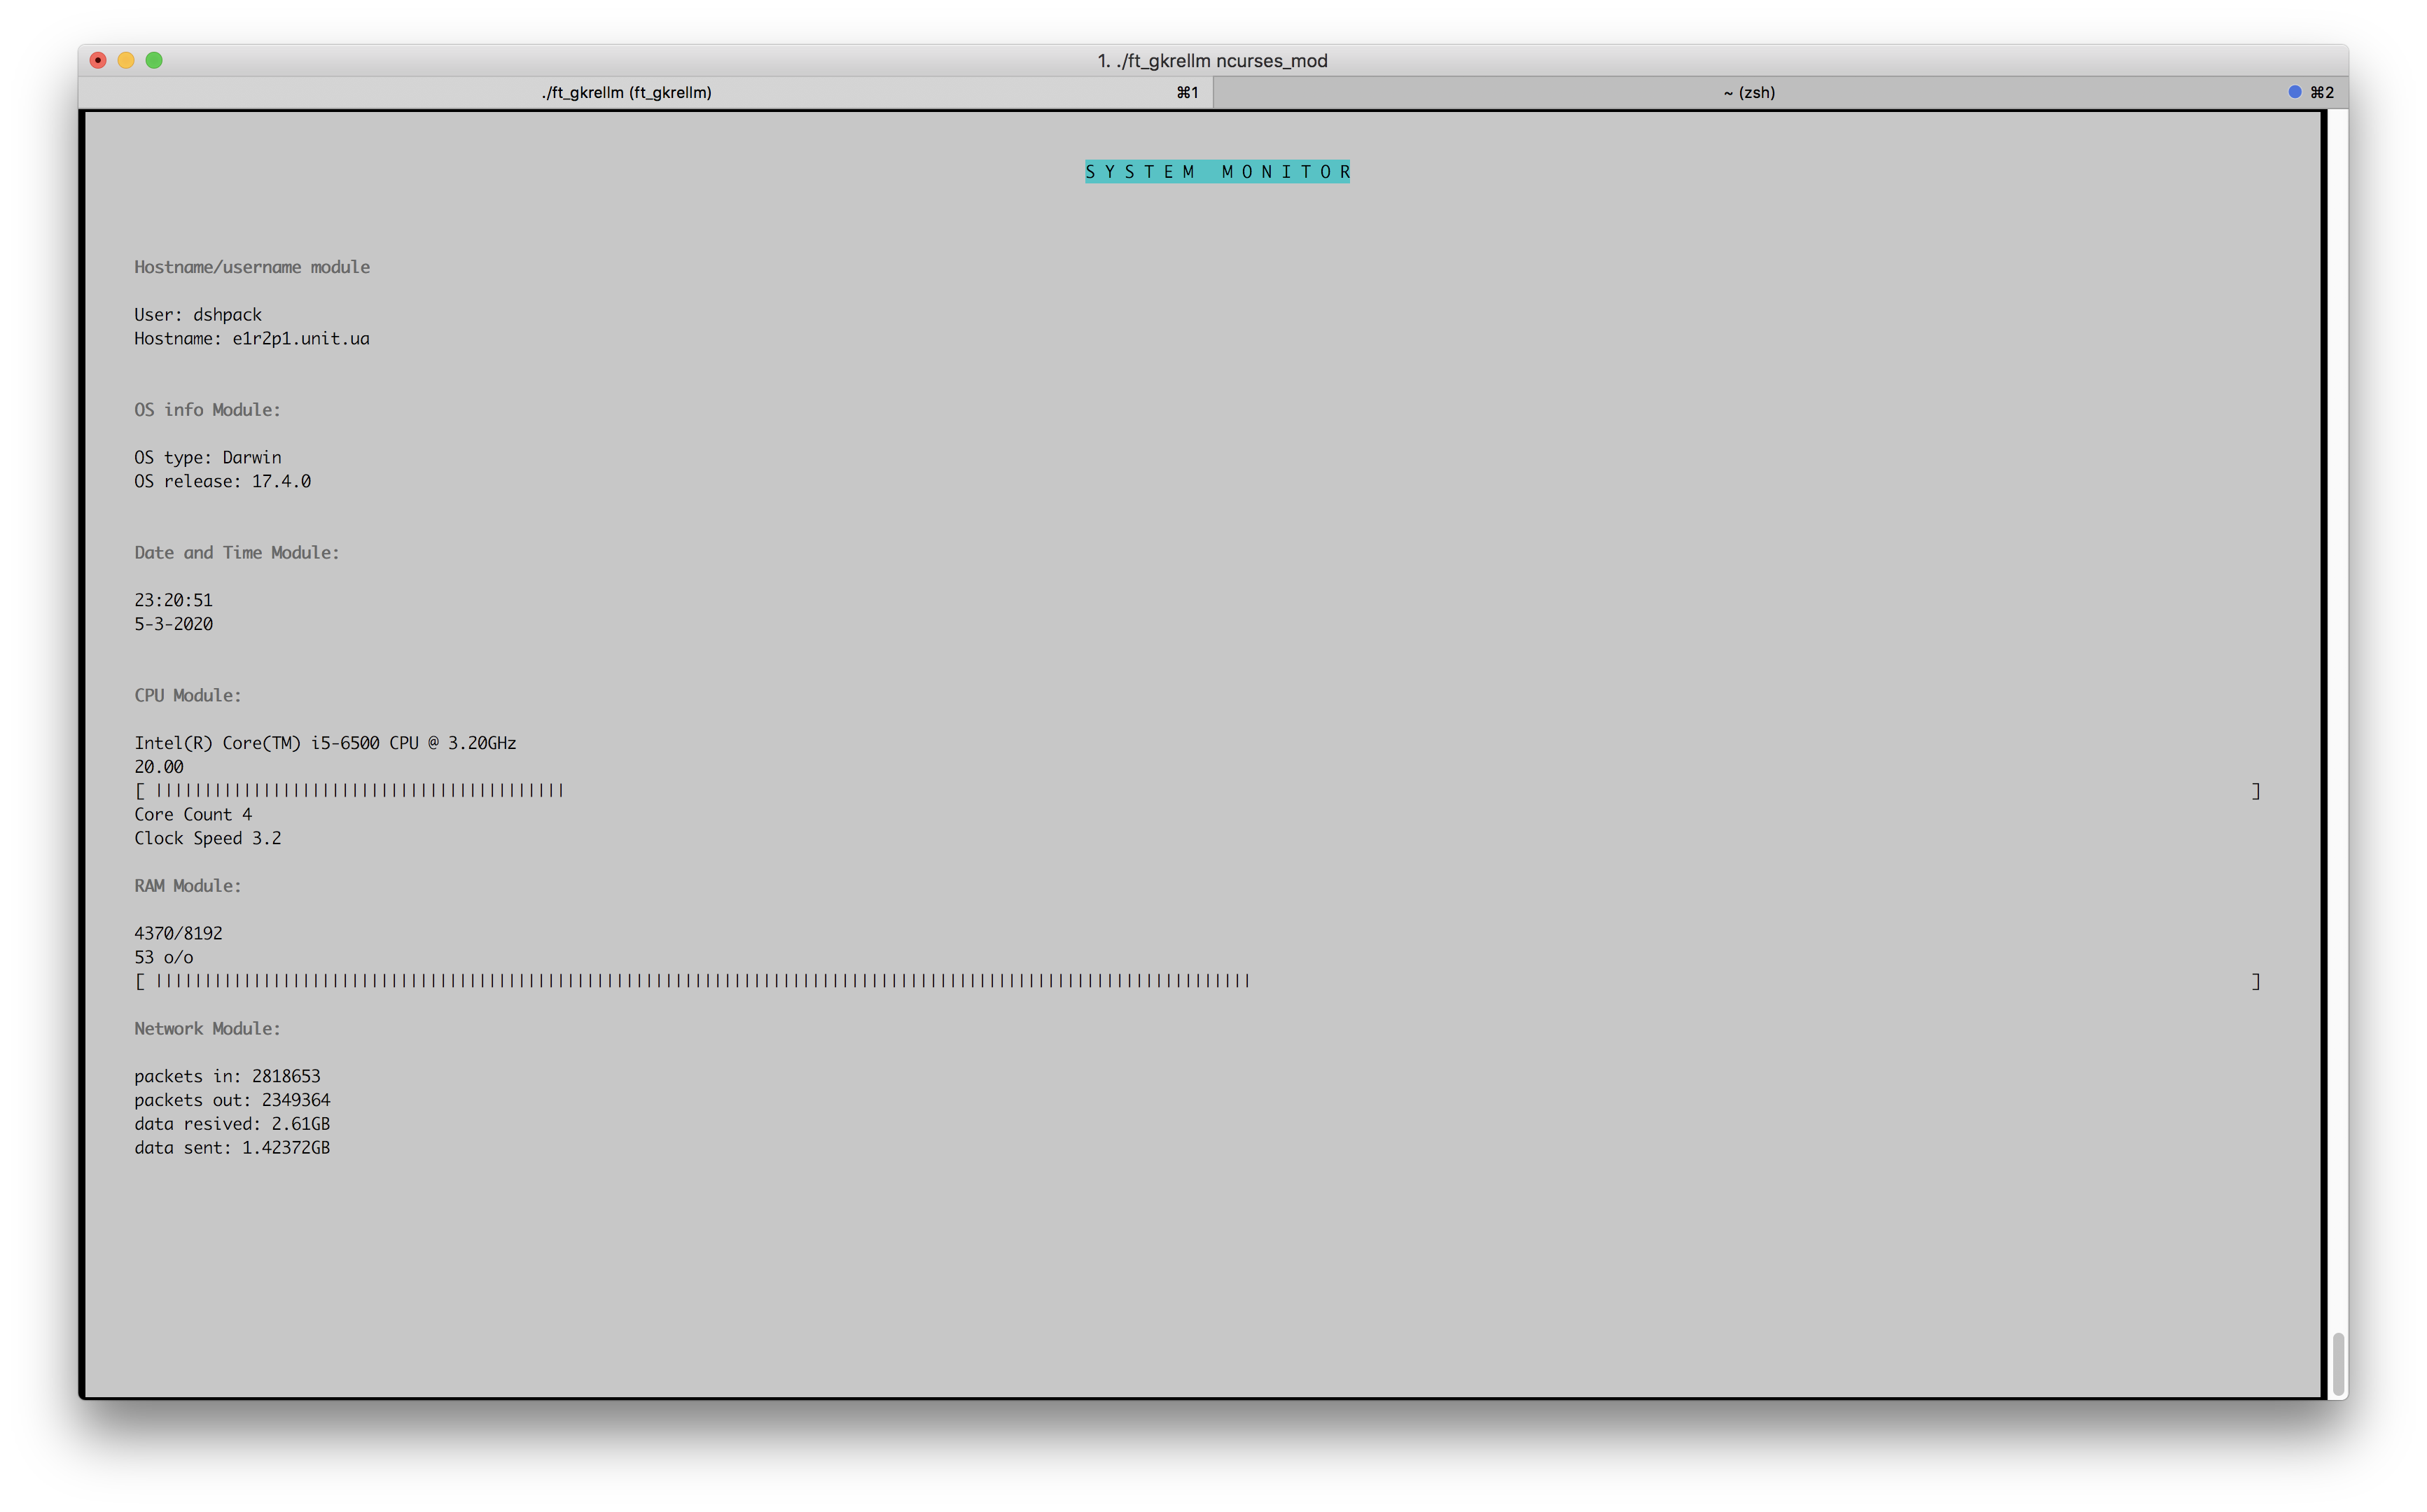 1. ./ft_gkrellm ncurses_mod
./ft_gkrellm (ft_gkrellm) ⌘1 ~ (zsh) ⌘2
S Y S T E M   M O N I T O R
Hostname/username module
User: dshpack
Hostname: e1r2p1.unit.ua
OS info Module:
OS type: Darwin
OS release: 17.4.0
Date and Time Module:
23:20:51
5-3-2020
CPU Module:
Intel(R) Core(TM) i5-6500 CPU @ 3.20GHz
20.00
[ |||||||||||||||||||||||||||||||||||||||||| ]
Core Count 4
Clock Speed 3.2
RAM Module:
4370/8192
53 o/o
[ |||||||||||||||||||||||||||||||||||||||||||||||||||||||||||||||||||||||||||||||||||||||||||||||||||||||||||||||| ]
Network Module:
packets in: 2818653
packets out: 2349364
data resived: 2.61GB
data sent: 1.42372GB